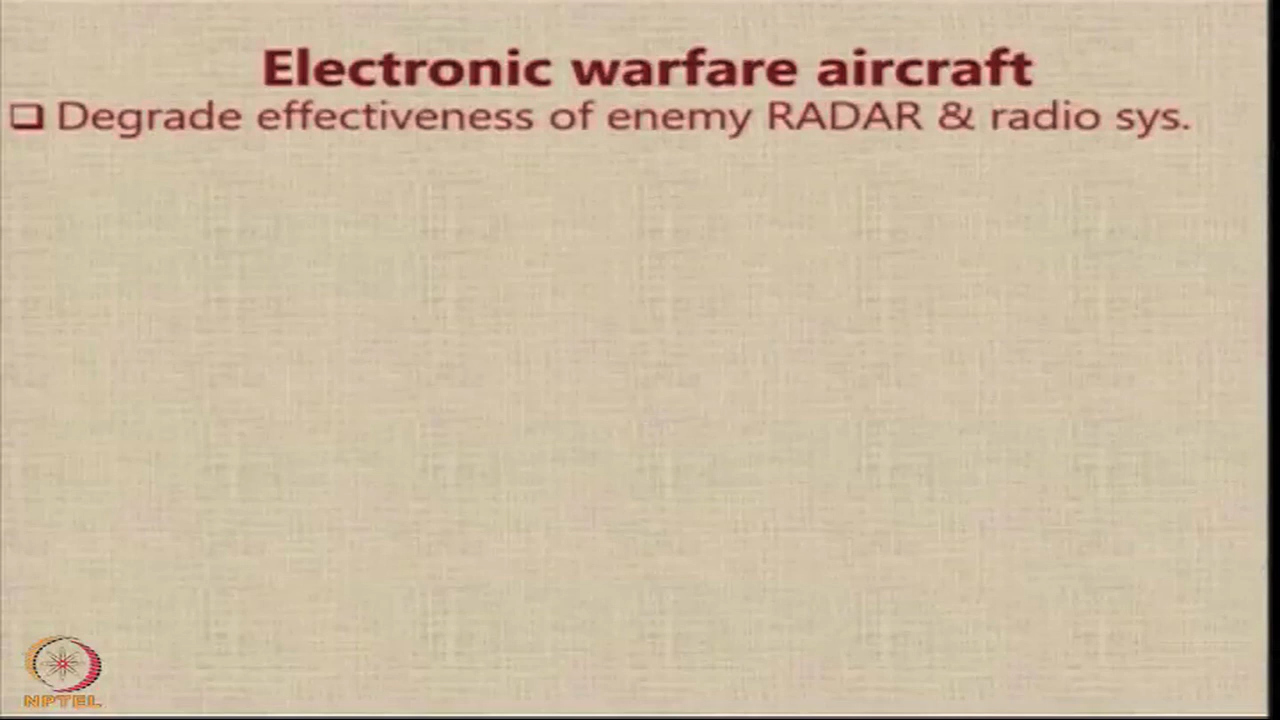 Electronic warfare aircraft
❑ Degrade effectiveness of enemy RADAR & radio sys.
NPTEL